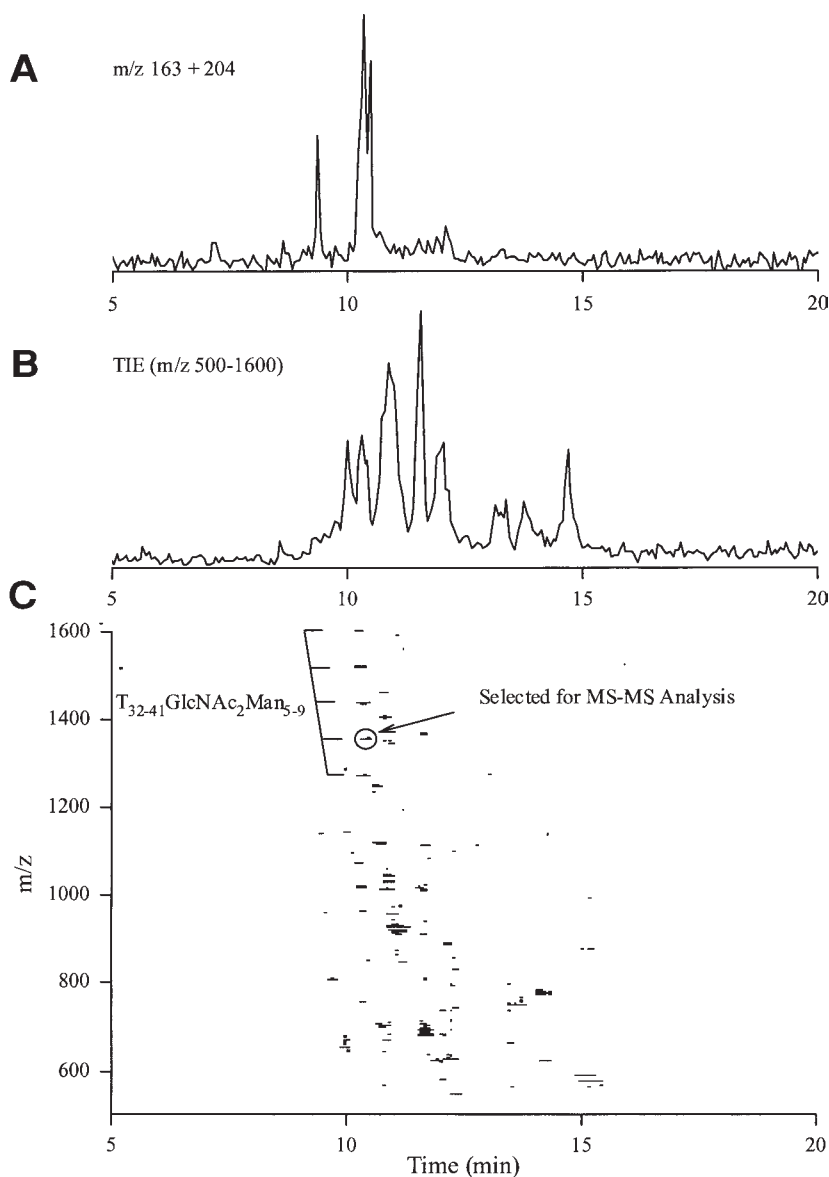 A
m/z 163 + 204
5 10 15 20
B
TIE (m/z 500-1600)
5 10 15 20
C
1600
1400
1200
1000
800
600
m/z
T32-41GlcNAc2Man5-9
Selected for MS-MS Analysis
5 10 15 20
Time (min)